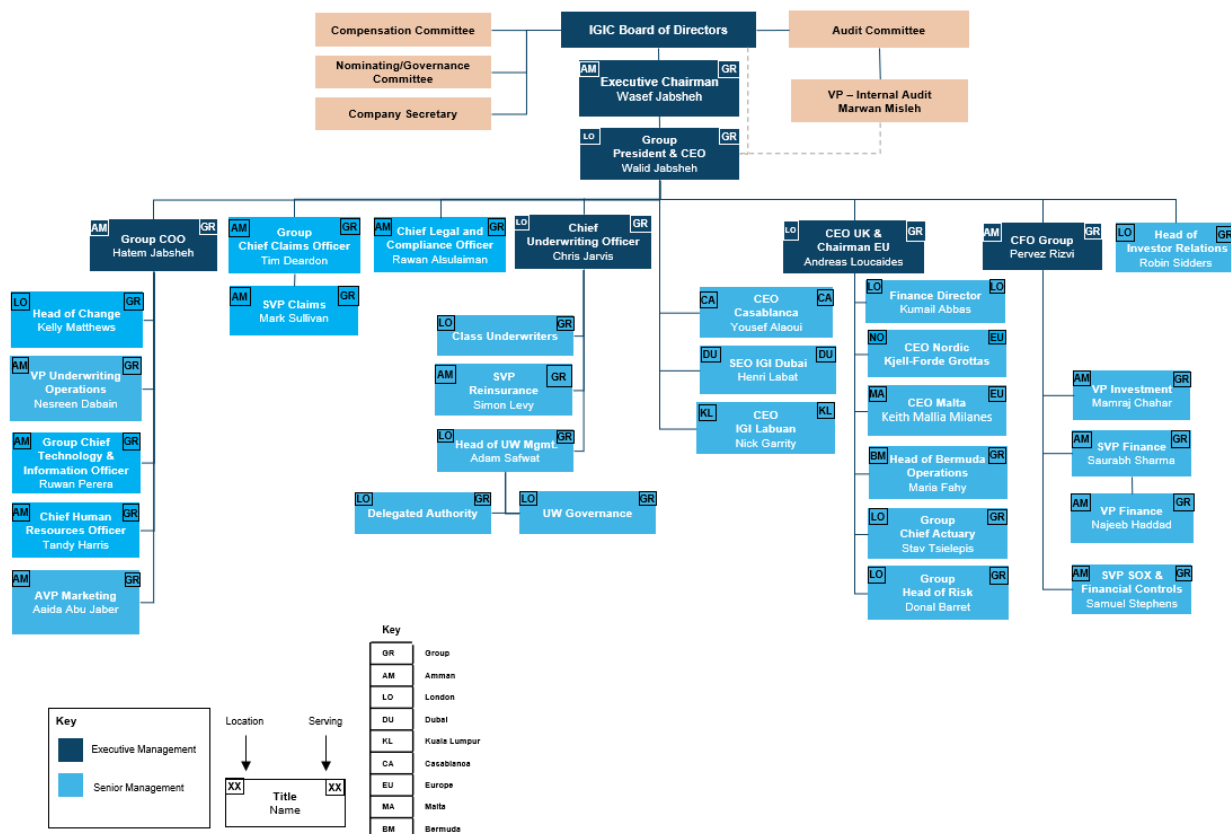 Compensation Committee
IGIC Board of Directors
Audit Committee
Nominating/Governance
Committee
AM
GR
Executive Chairman
Wasef Jabsheh
VP – Internal Audit
Marwan Misleh
Company Secretary
LO
GR
Group
President & CEO
Walid Jabsheh
AM
GR
Group COO
Hatem Jabsheh
AM
GR
Group
Chief Claims Officer
Tim Deardon
AM
GR
Chief Legal and
Compliance Officer
Rawan Alsulaiman
LO
GR
Chief
Underwriting Officer
Chris Jarvis
LO
GR
CEO UK &
Chairman EU
Andreas Loucaides
AM
GR
CFO Group
Pervez Rizvi
LO
GR
Head of
Investor Relations
Robin Sidders
LO
GR
Head of Change
Kelly Matthews
AM
GR
VP Underwriting
Operations
Nesreen Dabain
AM
GR
Group Chief
Technology &
Information Officer
Ruwan Perera
AM
GR
Chief Human
Resources Officer
Tandy Harris
AM
GR
AVP Marketing
Aaida Abu Jaber
AM
GR
SVP Claims
Mark Sullivan
LO
GR
Class Underwriters
AM
GR
SVP
Reinsurance
Simon Levy
LO
GR
Head of UW Mgmt.
Adam Safwat
LO
GR
Delegated Authority
LO
GR
UW Governance
CA
CA
CEO
Casablanca
Yousef Alaoui
DU
DU
SEO IGI Dubai
Henri Labat
KL
KL
CEO
IGI Labuan
Nick Garrity
LO
LO
Finance Director
Kumail Abbas
NO
EU
CEO Nordic
Kjell-Forde Grottas
MA
EU
CEO Malta
Keith Mallia Milanes
BM
GR
Head of Bermuda
Operations
Maria Fahy
LO
GR
Group
Chief Actuary
Stav Tsielepis
LO
GR
Group
Head of Risk
Donal Barret
AM
GR
VP Investment
Mamraj Chahar
AM
GR
SVP Finance
Saurabh Sharma
AM
GR
VP Finance
Najeeb Haddad
AM
GR
SVP SOX &
Financial Controls
Samuel Stephens
Key
Executive Management
Senior Management
Location
Serving
XX
XX
Title
Name
Key
GR Group
AM Amman
LO London
DU Dubai
KL Kuala Lumpur
CA Casablanca
EU Europe
MA Malta
BM Bermuda